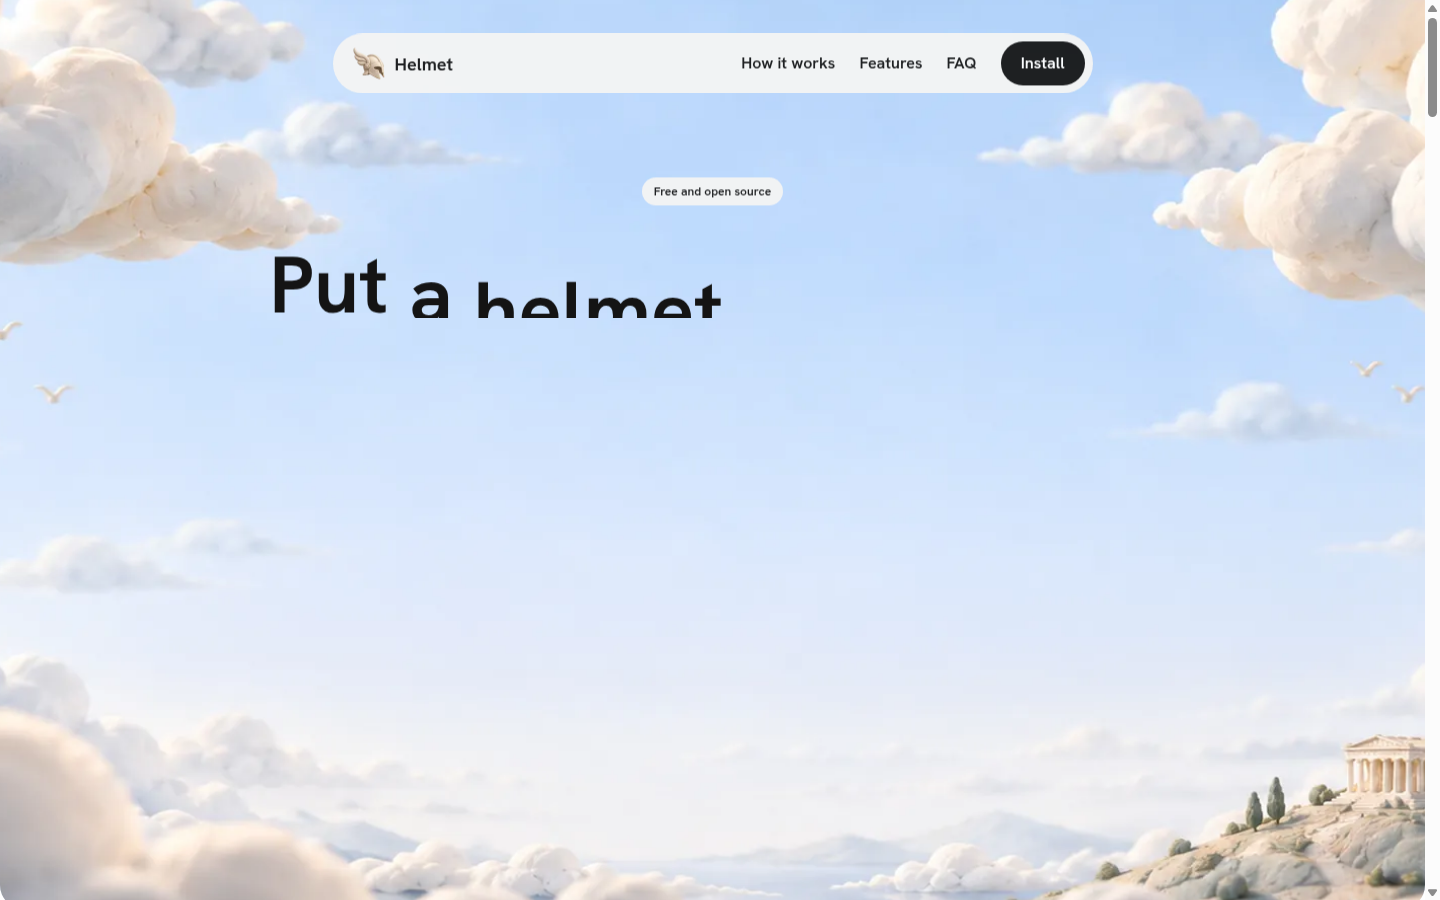 Helmet
How it works
Features
FAQ
Install
Free and open source
Put a helmet